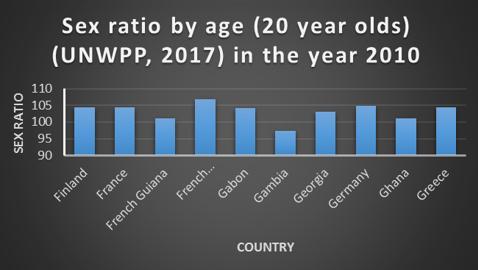 Sex ratio by age (20 year olds)
(UNWPP, 2017) in the year 2010
SEX RATIO
110
105
100
95
90
Finland
France
French Guiana
French...
Gabon
Gambia
Georgia
Germany
Ghana
Greece
COUNTRY